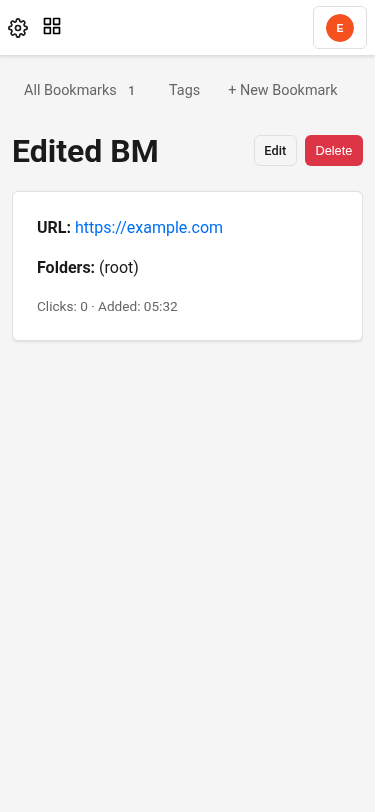 E
All Bookmarks 1 Tags + New Bookmark
Edited BM Edit Delete
URL: https://example.com
Folders: (root)
Clicks: 0 · Added: 05:32